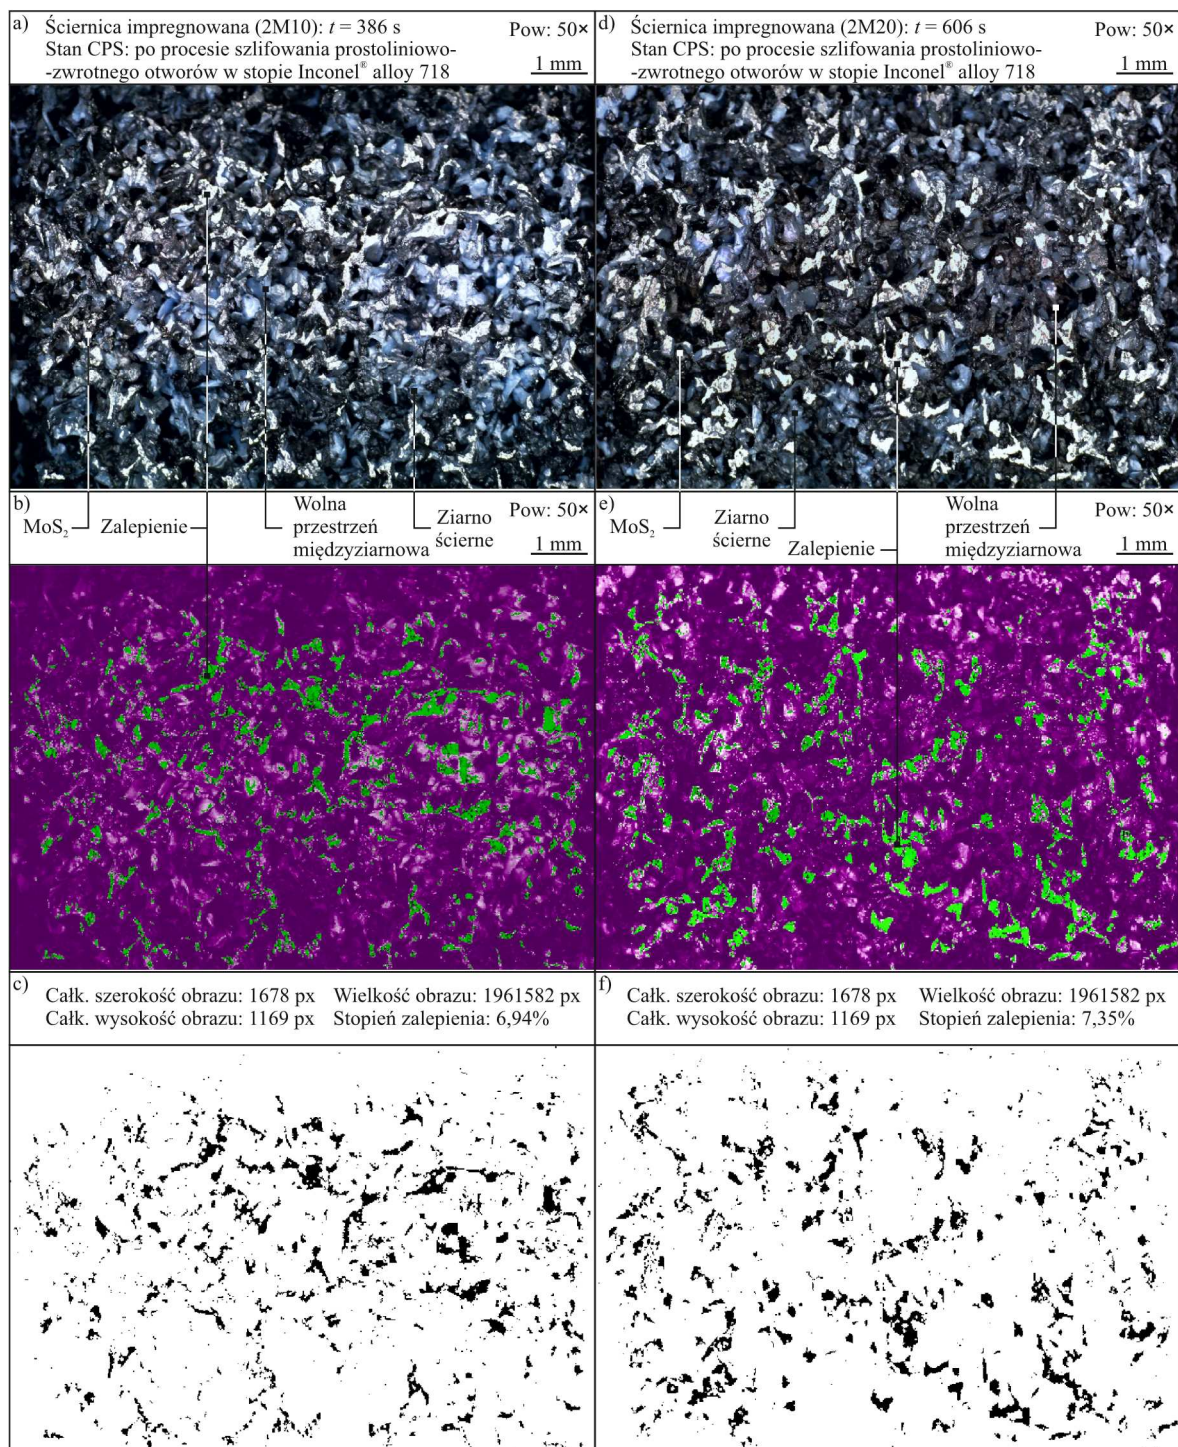 a) Ściernica impregnowana (2M10): t = 386 s Pow: 50×
Stan CPS: po procesie szlifowania prostoliniowo-
-zwrotnego otworów w stopie Inconel® alloy 718
1 mm
b)
MoS₂
Zalepienie
Wolna
przestrzeń
międzyziarnowa
Ziarno
ścierne
Pow: 50×
1 mm
c)
Całk. szerokość obrazu: 1678 px Wielkość obrazu: 1961582 px
Całk. wysokość obrazu: 1169 px Stopień zalepienia: 6,94%
d) Ściernica impregnowana (2M20): t = 606 s Pow: 50×
Stan CPS: po procesie szlifowania prostoliniowo-
-zwrotnego otworów w stopie Inconel® alloy 718
1 mm
e)
MoS₂
Ziarno
ścierne
Zalepienie
Wolna
przestrzeń
międzyziarnowa
Pow: 50×
1 mm
f)
Całk. szerokość obrazu: 1678 px Wielkość obrazu: 1961582 px
Całk. wysokość obrazu: 1169 px Stopień zalepienia: 7,35%